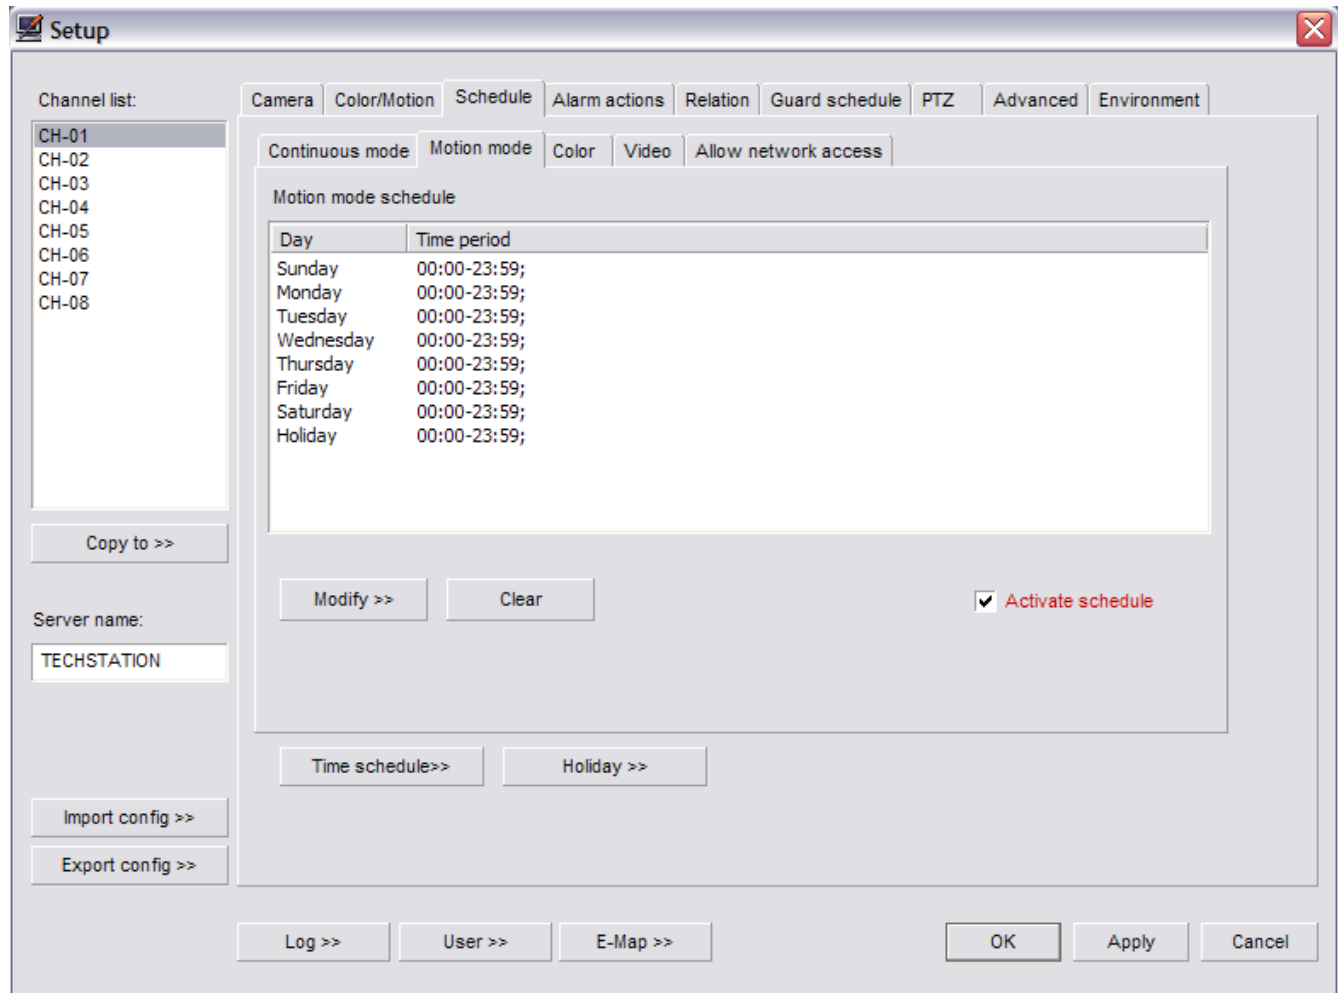 Setup
Channel list:
CH-01
CH-02
CH-03
CH-04
CH-05
CH-06
CH-07
CH-08
Copy to >>
Server name:
TECHSTATION
Import config >>
Export config >>
Camera Color/Motion Schedule Alarm actions Relation Guard schedule PTZ Advanced Environment
Continuous mode Motion mode Color Video Allow network access
Motion mode schedule
Day Time period
Sunday 00:00-23:59;
Monday 00:00-23:59;
Tuesday 00:00-23:59;
Wednesday 00:00-23:59;
Thursday 00:00-23:59;
Friday 00:00-23:59;
Saturday 00:00-23:59;
Holiday 00:00-23:59;
Modify >> Clear Activate schedule
Time schedule>> Holiday >>
Log >> User >> E-Map >> OK Apply Cancel